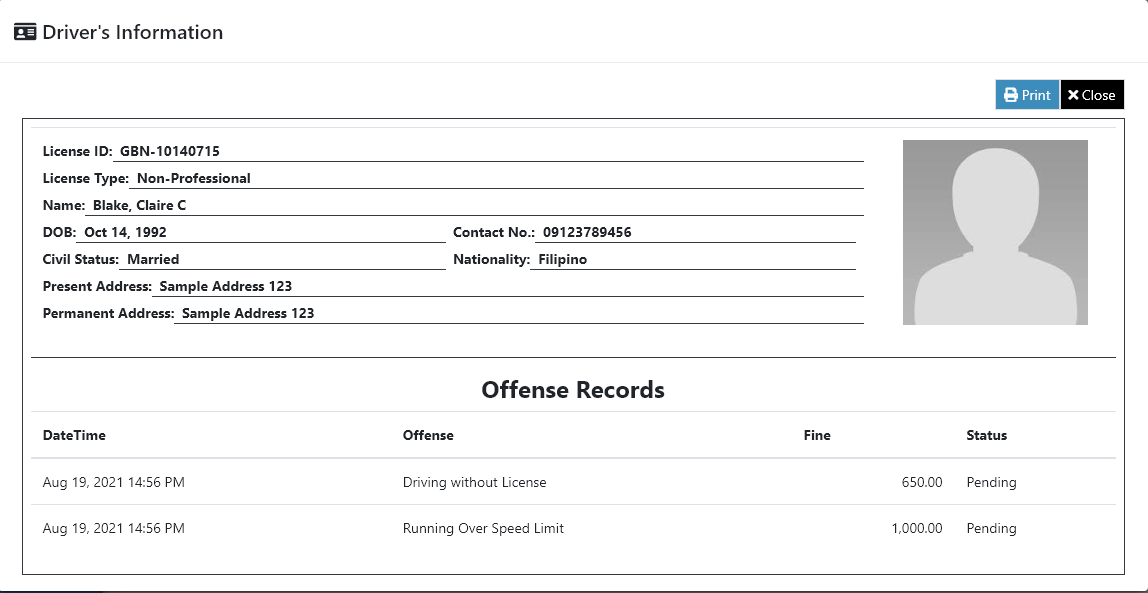 Driver's Information
Print Close
License ID: GBN-10140715
License Type: Non-Professional
Name: Blake, Claire C
DOB: Oct 14, 1992 Contact No.: 09123789456
Civil Status: Married Nationality: Filipino
Present Address: Sample Address 123
Permanent Address: Sample Address 123
Offense Records
DateTime Offense Fine Status
Aug 19, 2021 14:56 PM Driving without License 650.00 Pending
Aug 19, 2021 14:56 PM Running Over Speed Limit 1,000.00 Pending